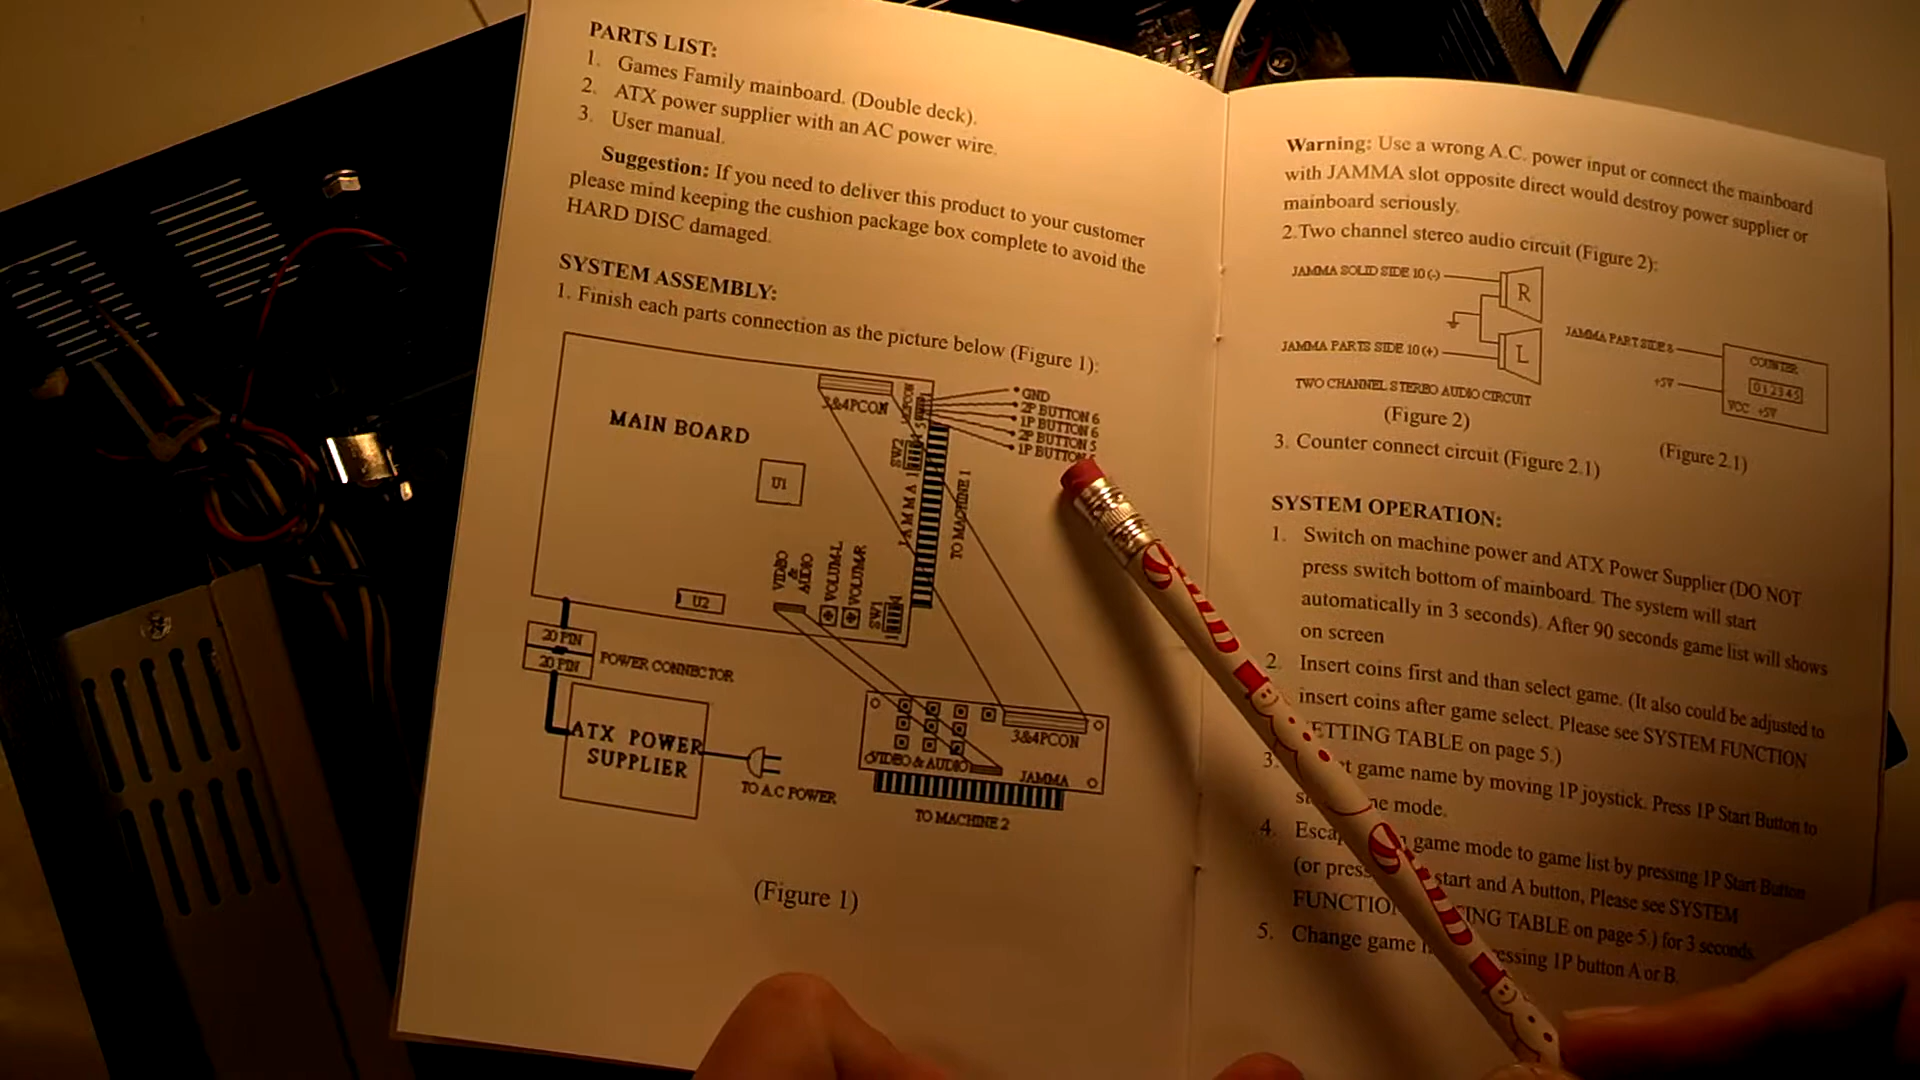 PARTS LIST:
1. Games Family mainboard. (Double deck).
2. ATX power supplier with an AC power wire.
3. User manual.
Suggestion: If you need to deliver this product to your customer
please mind keeping the cushion package box complete to avoid the
HARD DISC damaged.
SYSTEM ASSEMBLY:
1. Finish each parts connection as the picture below (Figure 1):
MAIN BOARD
3&4PCON
GND
2P BUTTON 6
1P BUTTON 6
2P BUTTON 5
1P BUTTON
SW2
JAMMA 1
TO MACHINE 1
U1
VIDEO
&
AUDIO
VOLUM-L
VOLUM-R
SW1
U2
20 PIN
20 PIN
POWER CONNECTOR
ATX POWER
SUPPLIER
TO A.C POWER
3&4PCON
VIDEO & AUDIO
JAMMA
TO MACHINE 2
(Figure 1)
Warning: Use a wrong A.C. power input or connect the mainboard
with JAMMA slot opposite direct would destroy power supplier or
mainboard seriously.
2.Two channel stereo audio circuit (Figure 2):
JAMMA SOLID SIDE 10 (-)
R
JAMMA PARTS SIDE 10 (+)
L
TWO CHANNEL STEREO AUDIO CIRCUIT
(Figure 2)
JAMMA PART SIDE 8
+5V
COUNTER
012345
VCC +5V
(Figure 2.1)
3. Counter connect circuit (Figure 2.1)
SYSTEM OPERATION:
1. Switch on machine power and ATX Power Supplier (DO NOT
press switch bottom of mainboard. The system will start
automatically in 3 seconds). After 90 seconds game list will shows
on screen
2. Insert coins first and than select game. (It also could be adjusted to
insert coins after game select. Please see SYSTEM FUNCTION
ETTING TABLE on page 5.)
3. game name by moving 1P joystick. Press 1P Start Button to
mode.
4. game mode to game list by pressing 1P Start Button
(or press start and A button, Please see SYSTEM
TABLE on page 5.) for 3 seconds.
5. Change game 1P button A or B.